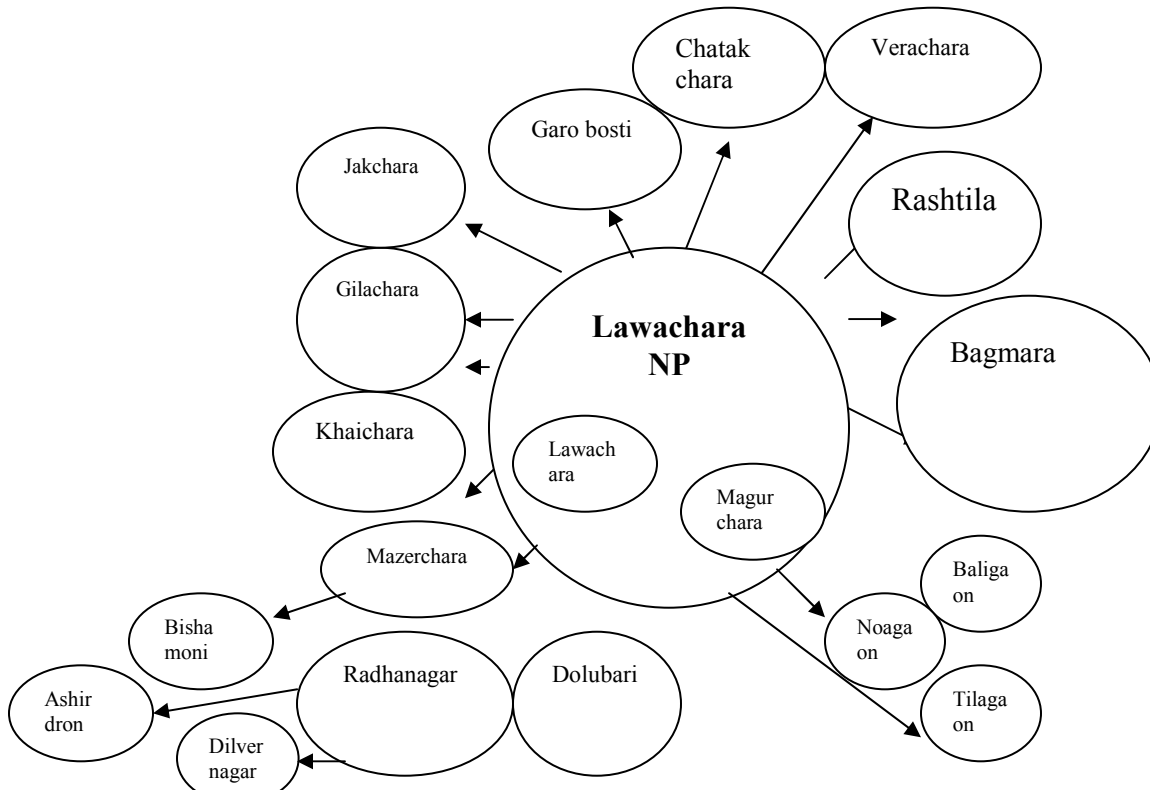 Chatak
chara
Verachara
Garo bosti
Jakchara
Rashtila
Gilachara
Lawachara
NP
Bagmara
Khaichara
Lawach
ara
Magur
chara
Mazerchara
Baliga
on
Bisha
moni
Noaga
on
Radhanagar
Dolubari
Ashir
dron
Tilaga
on
Dilver
nagar